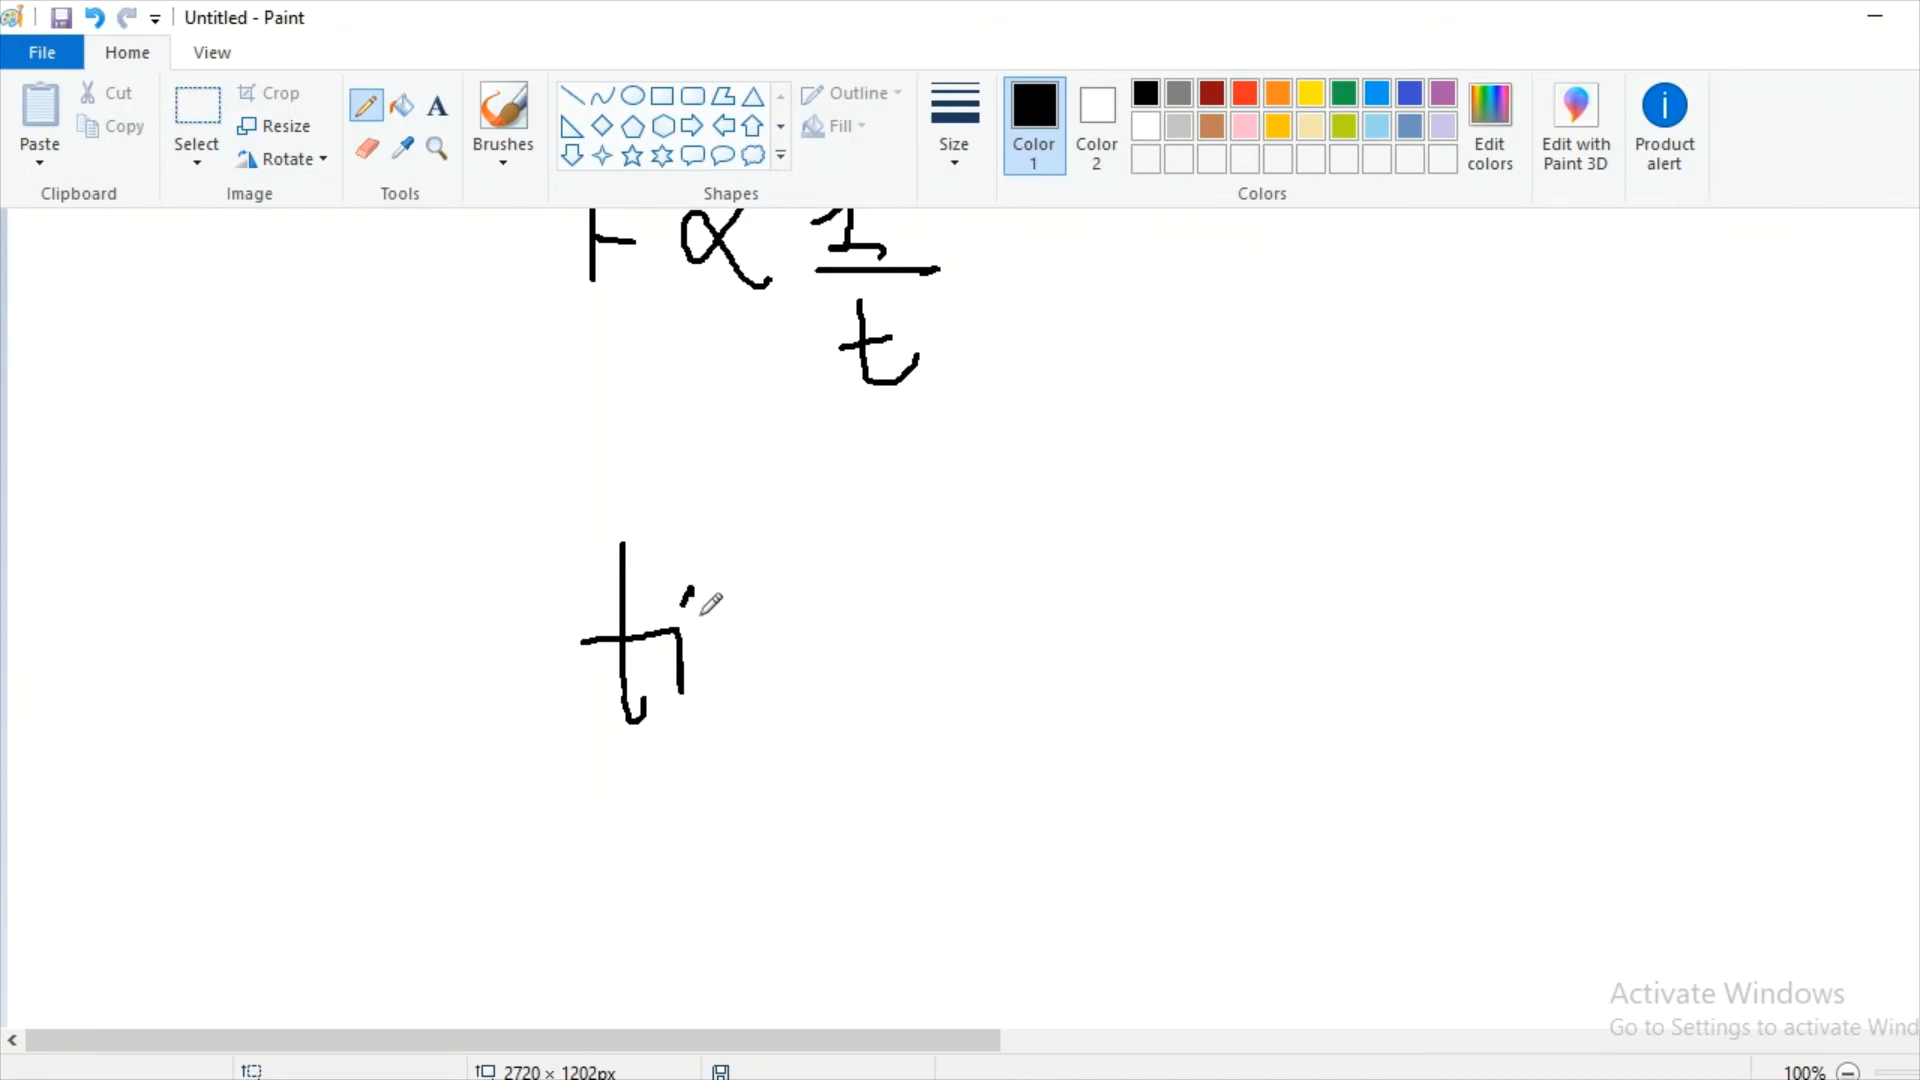 Untitled - Paint
File Home View
Paste Cut Copy Clipboard
Select Crop Resize Rotate Image
A Tools
Brushes
Outline Fill Shapes
Size
Color 1 Color 2 Edit colors Colors
Edit with Paint 3D
Product alert
F ∝ 1
t
ti
Activate Windows
Go to Settings to activate Wind
2720 × 1202px 100%